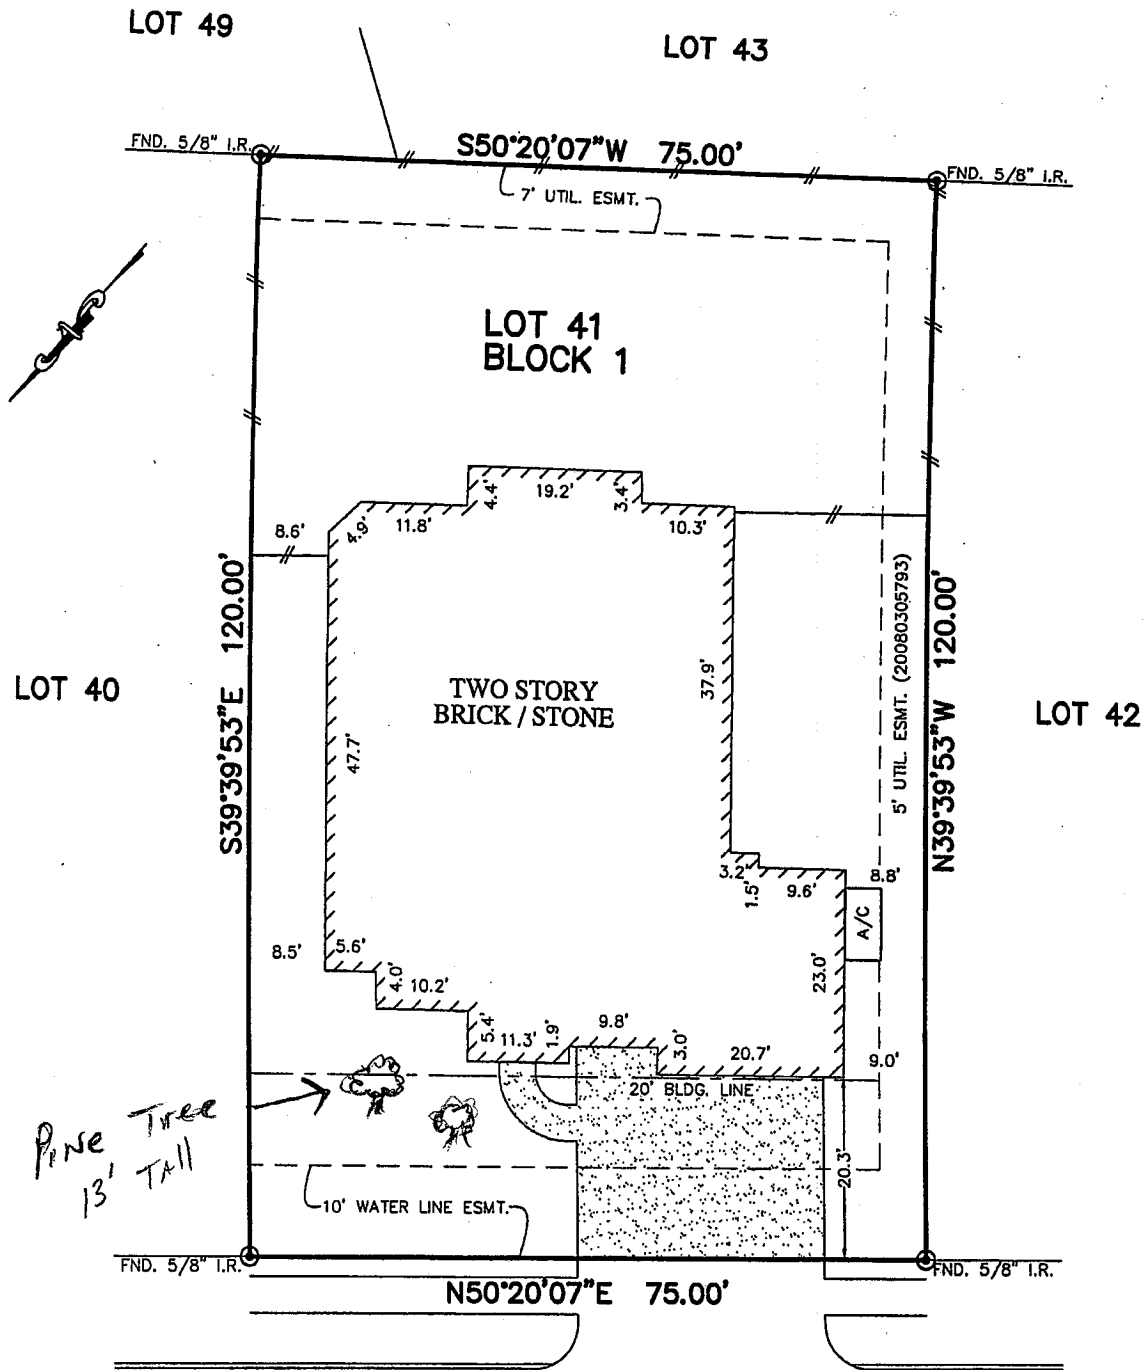 LOT 49
LOT 43
FND. 5/8" I.R.
S50°20'07"W 75.00'
FND. 5/8" I.R.
7' UTIL. ESMT.
LOT 41
BLOCK 1
4.4'
19.2'
3.4'
4.9'
11.8'
10.3'
8.6'
S39°39'53"E 120.00'
LOT 40
TWO STORY
BRICK / STONE
47.7'
37.9'
5' UTIL. ESMT. (20080305793)
N39°39'53"W 120.00'
LOT 42
3.2'
1.5'
9.6'
8.8'
A/C
23.0'
8.5'
5.6'
4.0'
10.2'
5.4'
11.3'
1.9'
9.8'
3.0'
20.7'
9.0'
20' BLDG. LINE
Pine Tree
13' TAll
20.3'
10' WATER LINE ESMT.
FND. 5/8" I.R.
FND. 5/8" I.R.
N50°20'07"E 75.00'